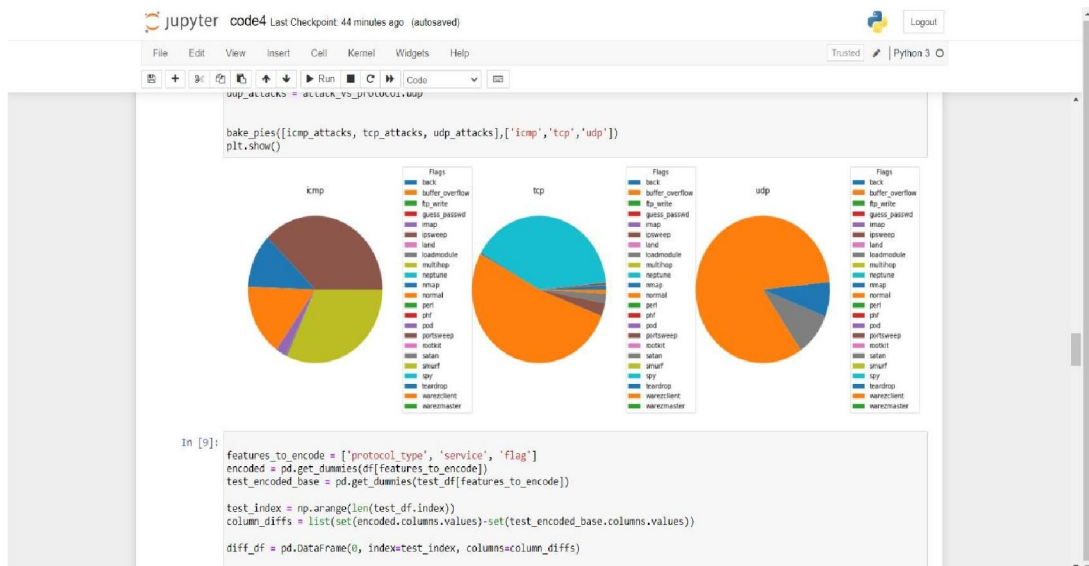 jupyter code4 Last Checkpoint: 44 minutes ago (autosaved)
Logout
File Edit View Insert Cell Kernel Widgets Help
Trusted Python 3
Run Code
udp_attacks = attack_vs_protocol.udp
bake_pies([icmp_attacks, tcp_attacks, udp_attacks],['icmp','tcp','udp'])
plt.show()
icmp
Flags
back
buffer_overflow
ftp_write
guess_passwd
imap
ipsweep
land
loadmodule
multihop
neptune
nmap
normal
perl
phf
pod
portsweep
rootkit
satan
smurf
spy
teardrop
warezclient
warezmaster
tcp
Flags
back
buffer_overflow
ftp_write
guess_passwd
imap
ipsweep
land
loadmodule
multihop
neptune
nmap
normal
perl
phf
pod
portsweep
rootkit
satan
smurf
spy
teardrop
warezclient
warezmaster
udp
Flags
back
buffer_overflow
ftp_write
guess_passwd
imap
ipsweep
land
loadmodule
multihop
neptune
nmap
normal
perl
phf
pod
portsweep
rootkit
satan
smurf
spy
teardrop
warezclient
warezmaster
In [9]:
features_to_encode = ['protocol_type', 'service', 'flag']
encoded = pd.get_dummies(df[features_to_encode])
test_encoded_base = pd.get_dummies(test_df[features_to_encode])
test_index = np.arange(len(test_df.index))
column_diffs = list(set(encoded.columns.values)-set(test_encoded_base.columns.values))
diff_df = pd.DataFrame(0, index=test_index, columns=column_diffs)